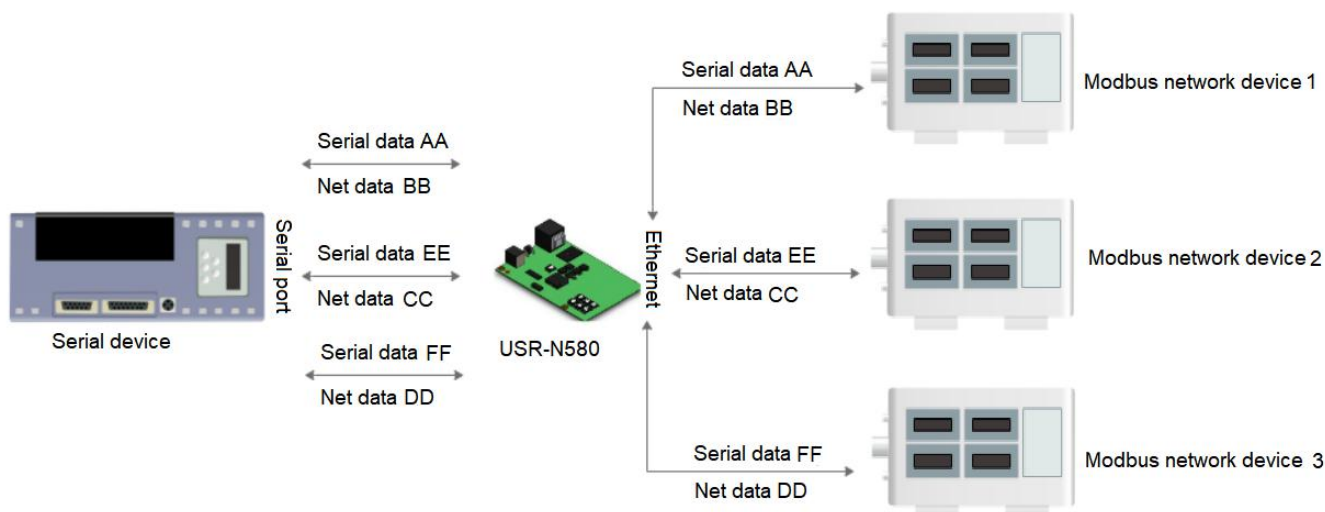 Serial data AA
Net data BB
Serial data EE
Net data CC
Serial data FF
Net data DD
Serial port
Serial device
USR-N580
Ethernet
Serial data AA
Net data BB
Modbus network device 1
Serial data EE
Net data CC
Modbus network device 2
Serial data FF
Net data DD
Modbus network device 3